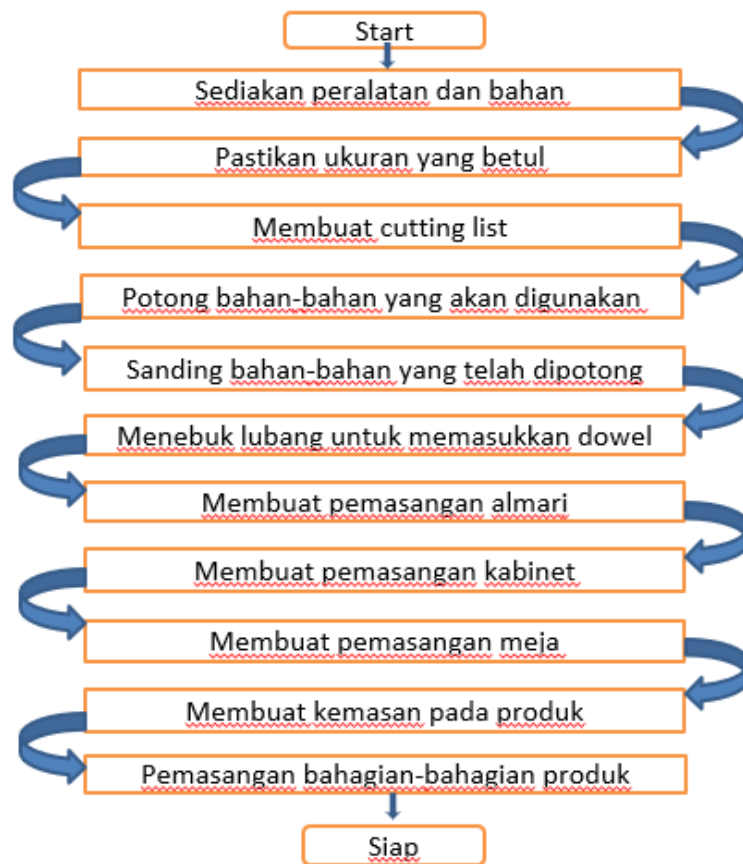 Start
Sediakan peralatan dan bahan
Pastikan ukuran yang betul
Membuat cutting list
Potong bahan-bahan yang akan digunakan
Sanding bahan-bahan yang telah dipotong
Menebuk lubang untuk memasukkan dowel
Membuat pemasangan almari
Membuat pemasangan kabinet
Membuat pemasangan meja
Membuat kemasan pada produk
Pemasangan bahagian-bahagian produk
Siap